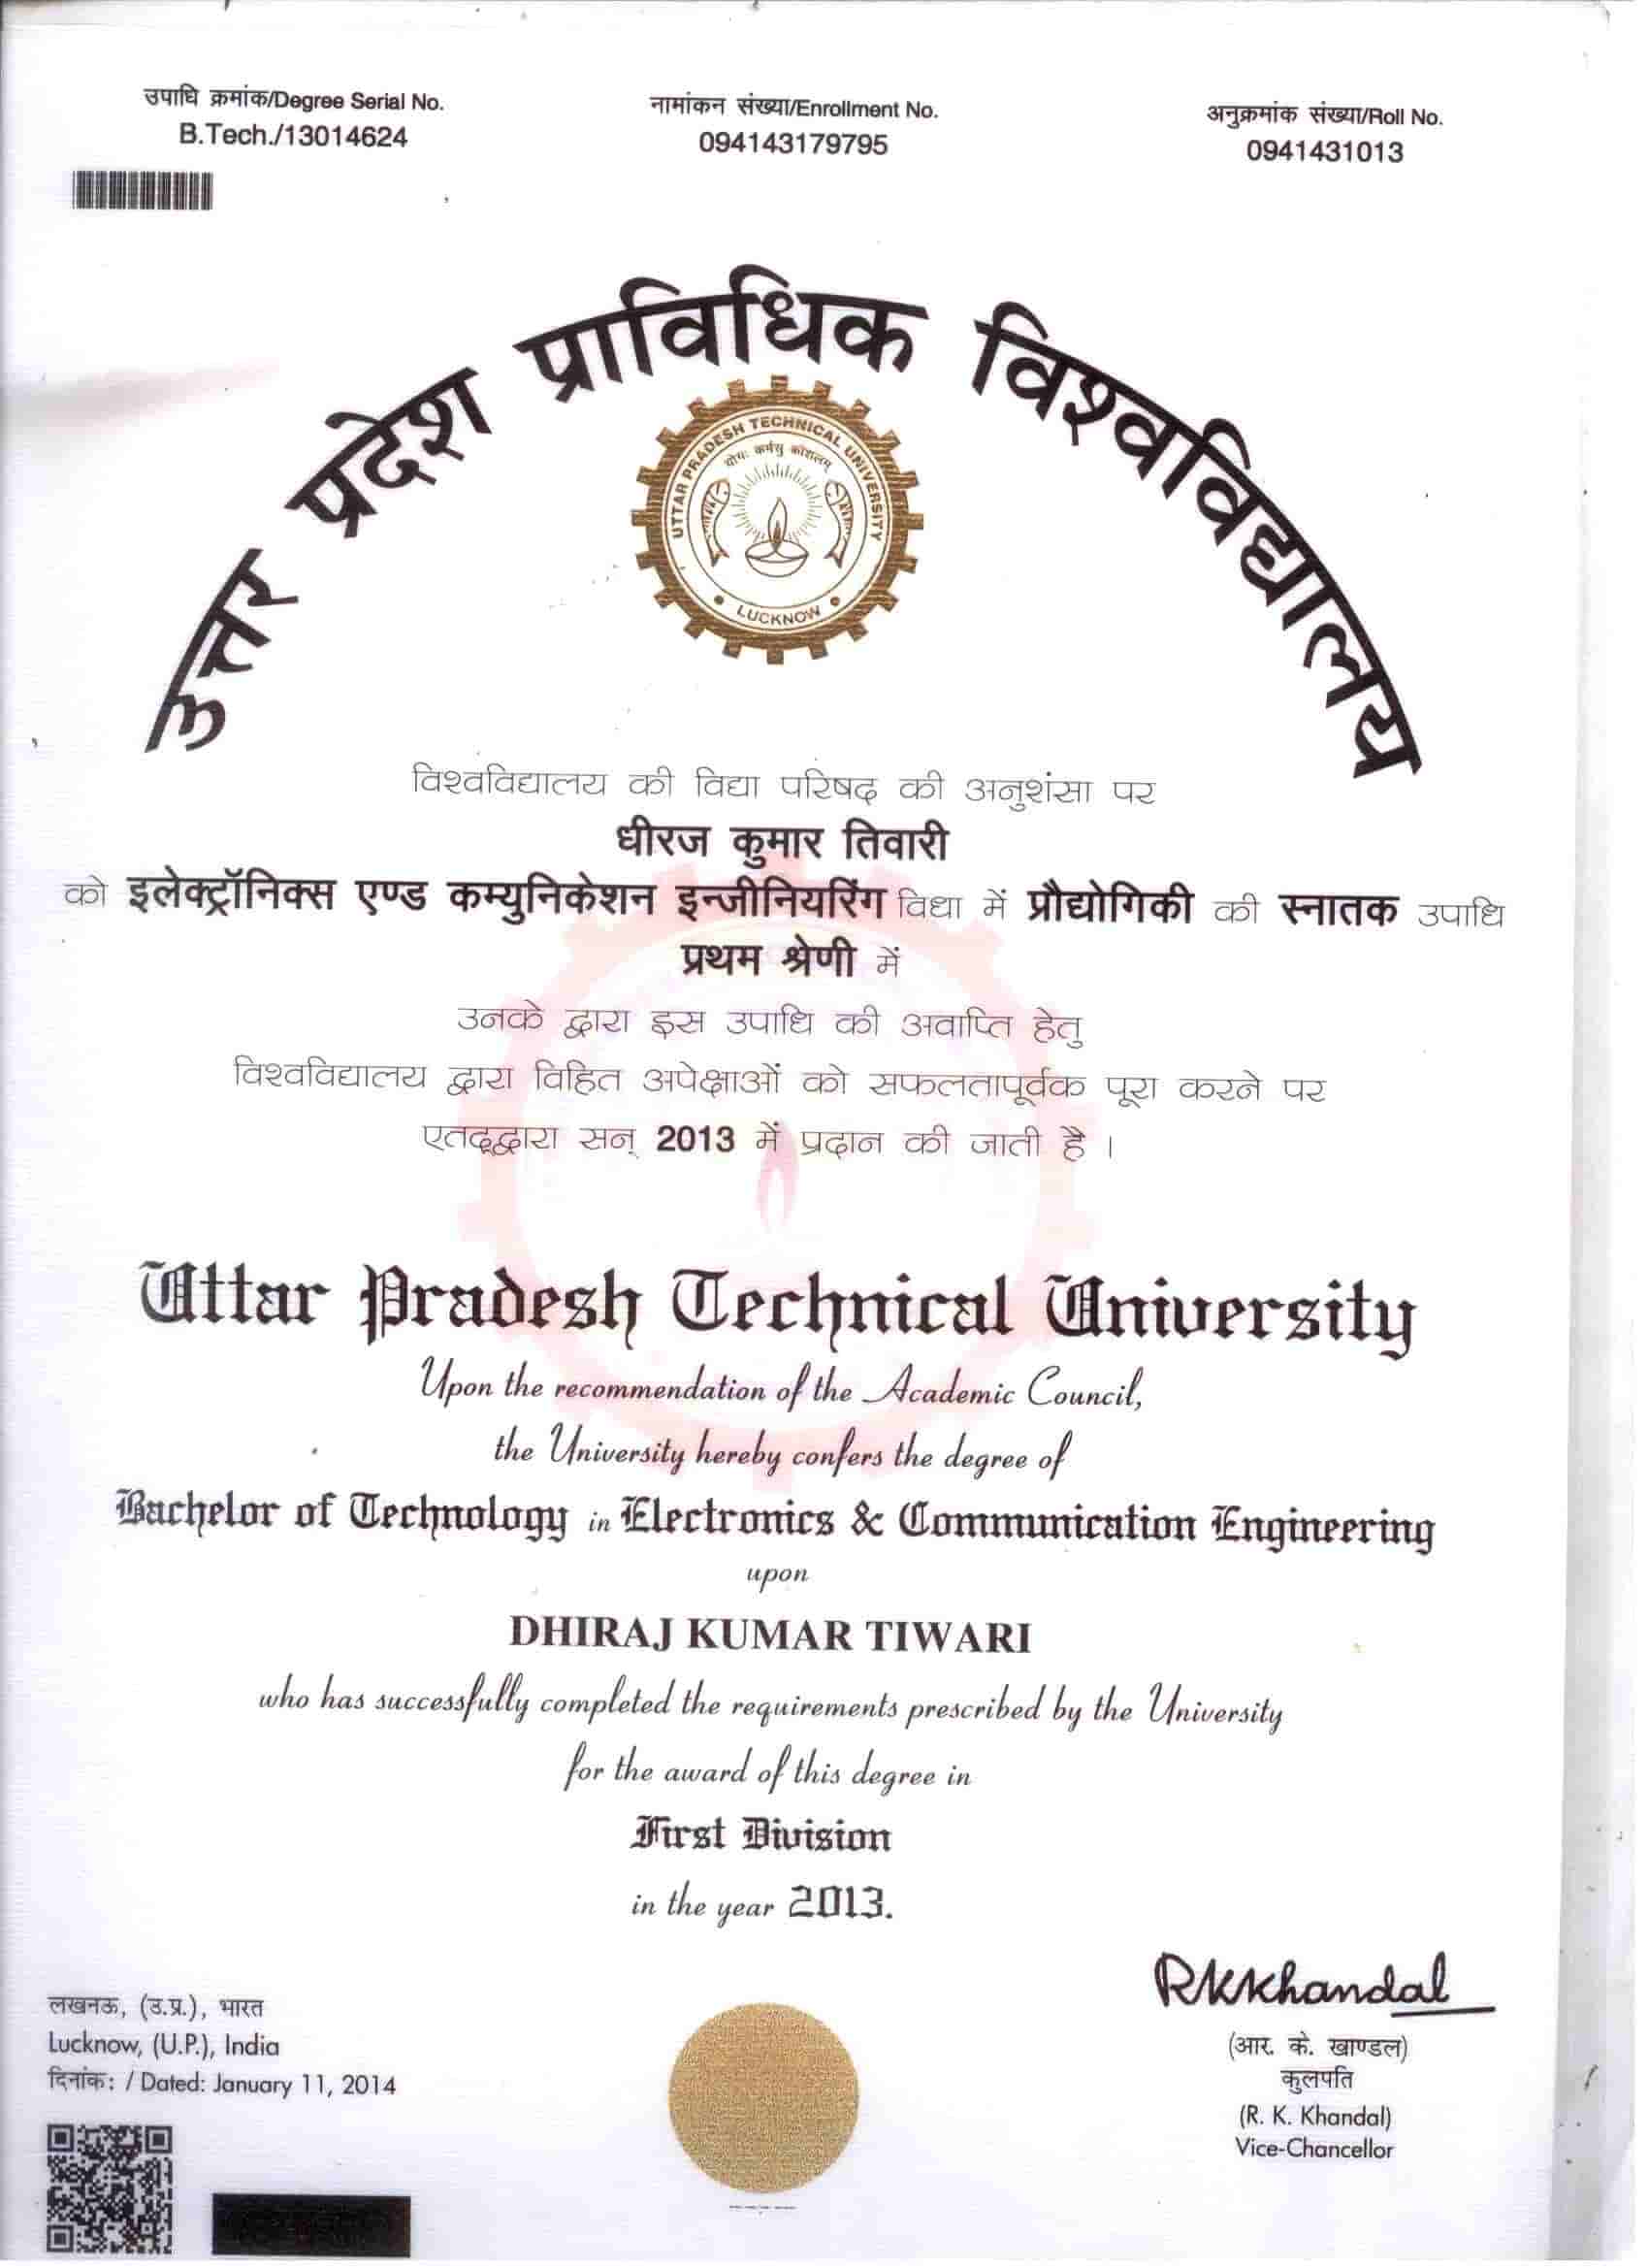 उपाधि क्रमांक/Degree Serial No.
B.Tech./13014624
नामांकन संख्या/Enrollment No.
094143179795
अनुक्रमांक संख्या/Roll No.
0941431013
उत्तर प्रदेश प्राविधिक विश्वविद्यालय
UTTAR PRADESH TECHNICAL UNIVERSITY
योगः कर्मसु कौशलम्
LUCKNOW
विश्वविद्यालय की विद्या परिषद की अनुशंसा पर
धीरज कुमार तिवारी
को इलेक्ट्रॉनिक्स एण्ड कम्युनिकेशन इन्जीनियरिंग विधा में प्रौद्योगिकी की स्नातक उपाधि
प्रथम श्रेणी में
उनके द्वारा इस उपाधि की अवाप्ति हेतु
विश्वविद्यालय द्वारा विहित अपेक्षाओं को सफलतापूर्वक पूरा करने पर
एतद्द्वारा सन् 2013 में प्रदान की जाती है ।
Uttar Pradesh Technical University
Upon the recommendation of the Academic Council,
the University hereby confers the degree of
Bachelor of Technology in Electronics & Communication Engineering
upon
DHIRAJ KUMAR TIWARI
who has successfully completed the requirements prescribed by the University
for the award of this degree in
First Division
in the year 2013.
RKKhandal
लखनऊ, (उ.प्र.), भारत
Lucknow, (U.P.), India
दिनांक: / Dated: January 11, 2014
(आर. के. खाण्डल)
कुलपति
(R. K. Khandal)
Vice-Chancellor